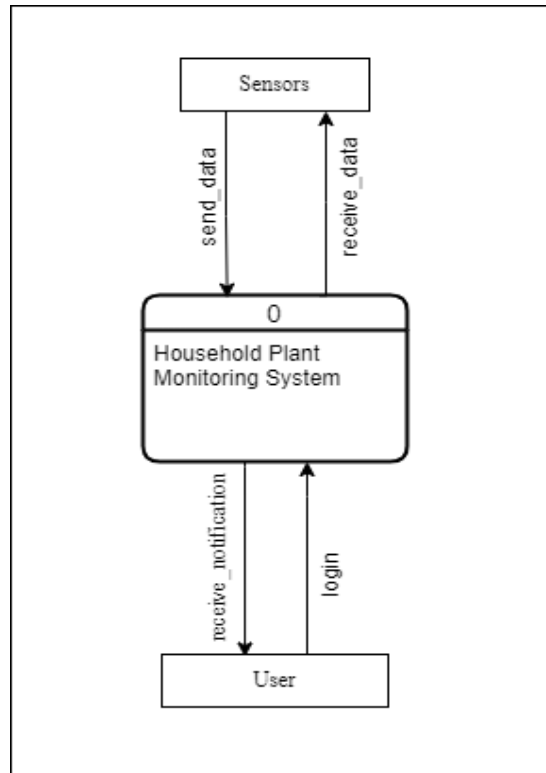 Sensors
send_data
receive_data
0
Household Plant
Monitoring System
receive_notification
login
User